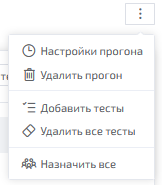 Настройки прогона
Удалить прогон
Добавить тесты
Удалить все тесты
Назначить все